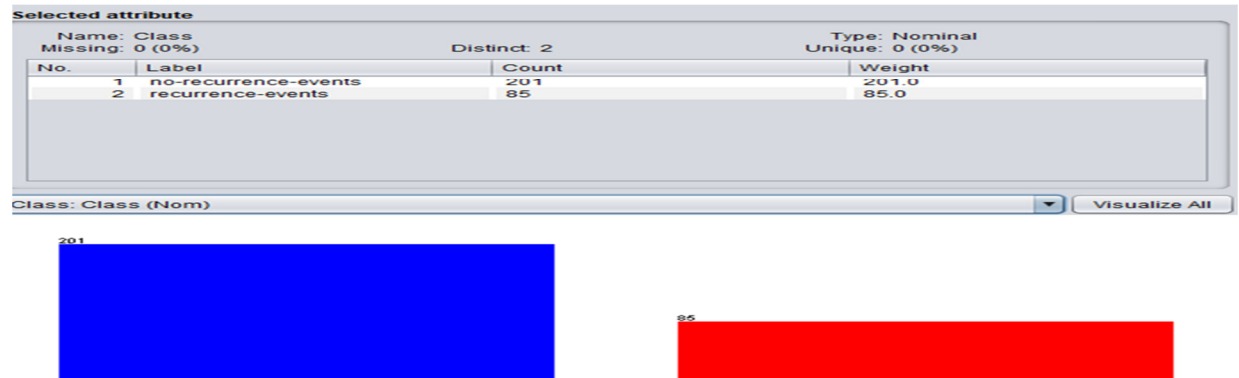 Selected attribute
Name: Class Type: Nominal
Missing: 0 (0%) Distinct: 2 Unique: 0 (0%)
No. Label Count Weight
1 no-recurrence-events 201 201.0
2 recurrence-events 85 85.0
Class: Class (Nom) Visualize All
201
85